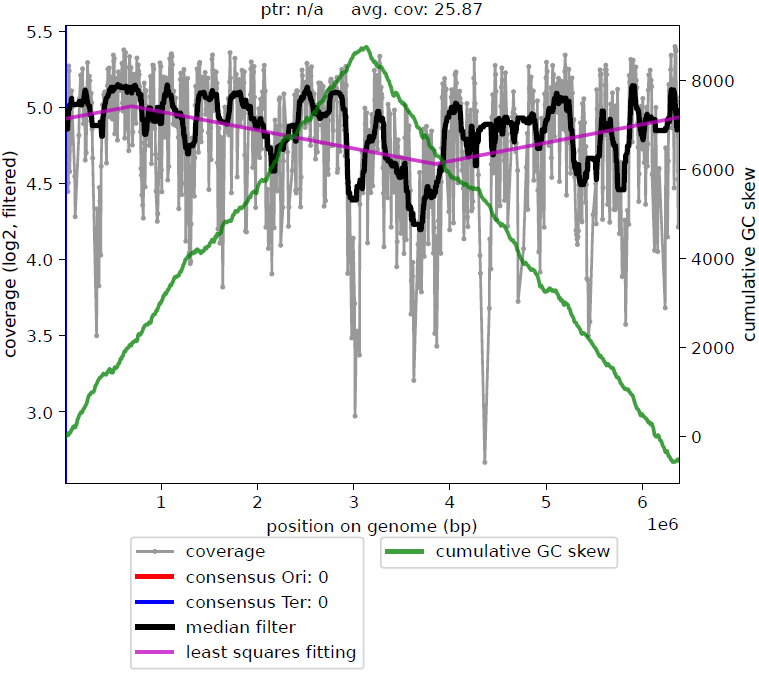 ptr: n/a     avg. cov: 25.87
5.5
5.0
4.5
4.0
3.5
3.0
coverage (log2, filtered)
8000
6000
4000
2000
0
cumulative GC skew
1 2 3 4 5 6
position on genome (bp)
1e6
coverage
consensus Ori: 0
consensus Ter: 0
median filter
least squares fitting
cumulative GC skew